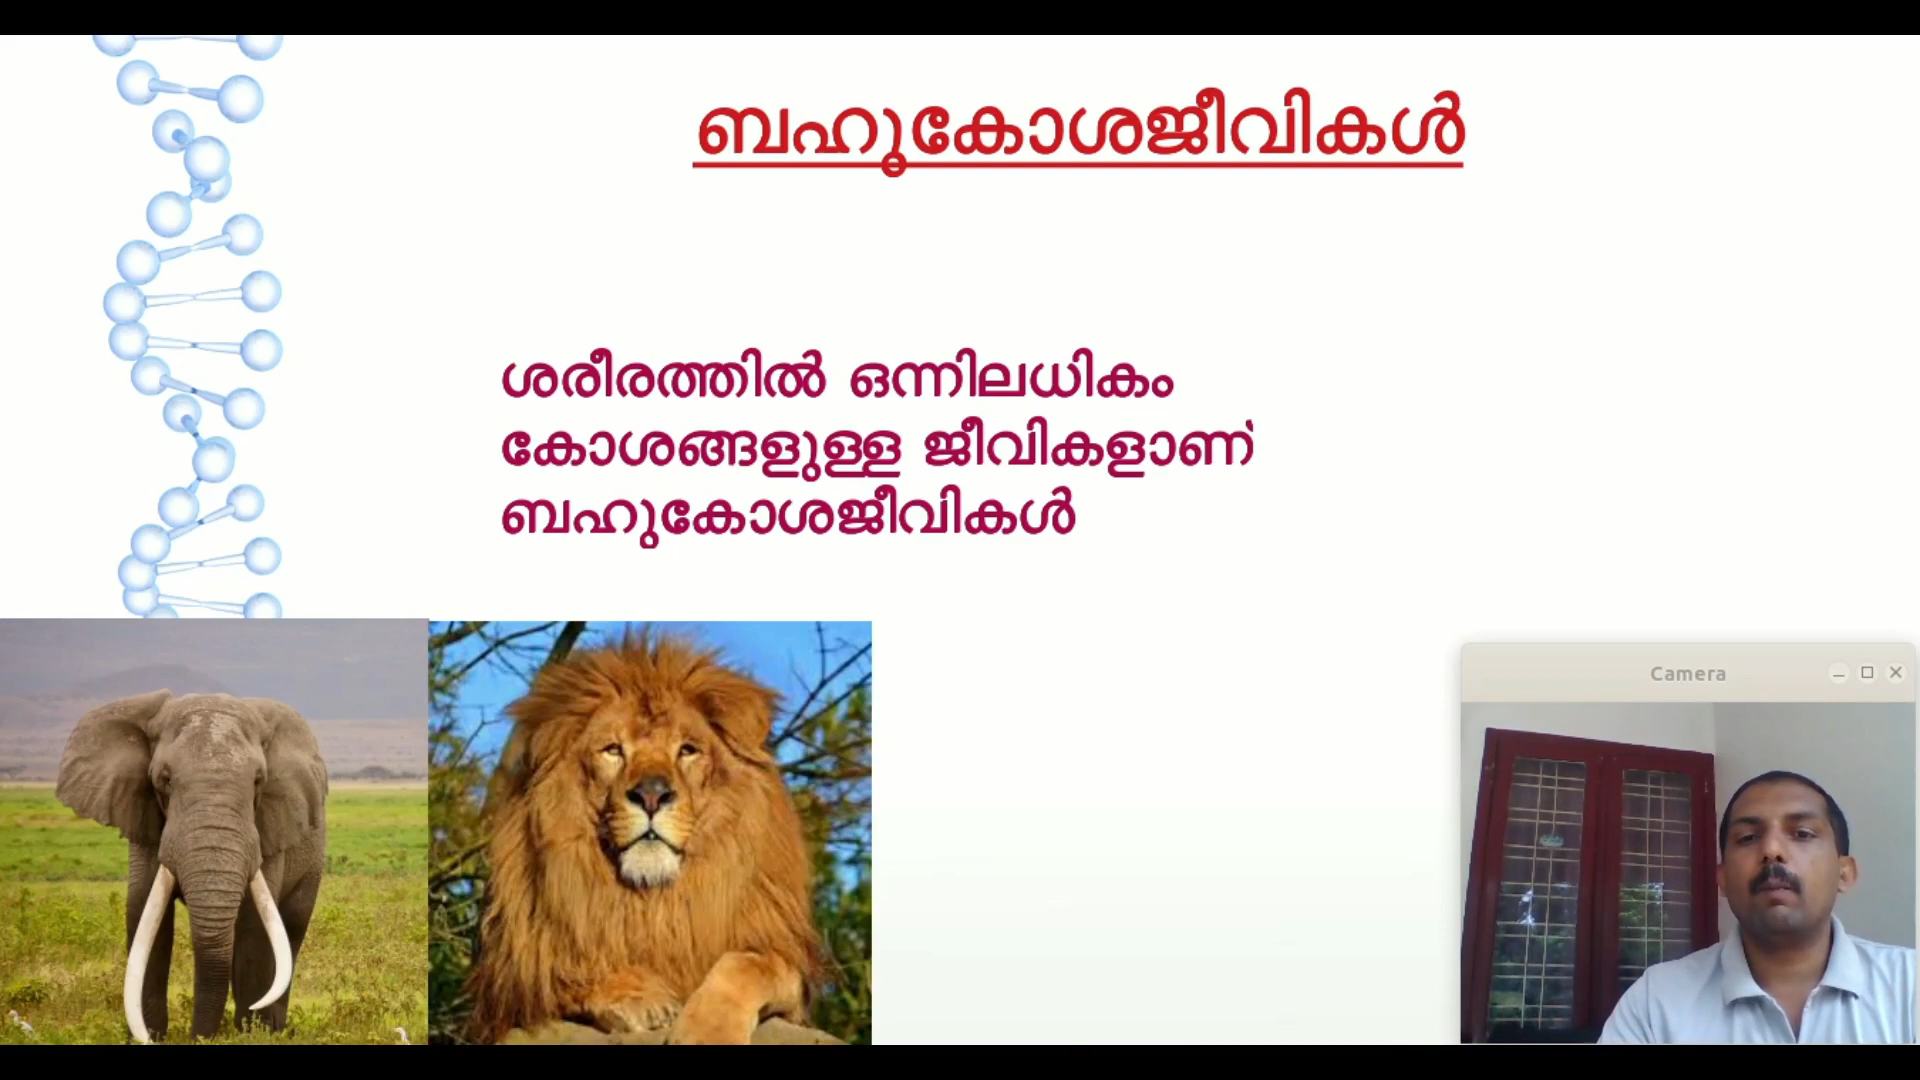 ബഹുകോശജീവികൾ
ശരീരത്തിൽ ഒന്നിലധികം
കോശങ്ങളുള്ള ജീവികളാണ്
ബഹുകോശജീവികൾ
Camera